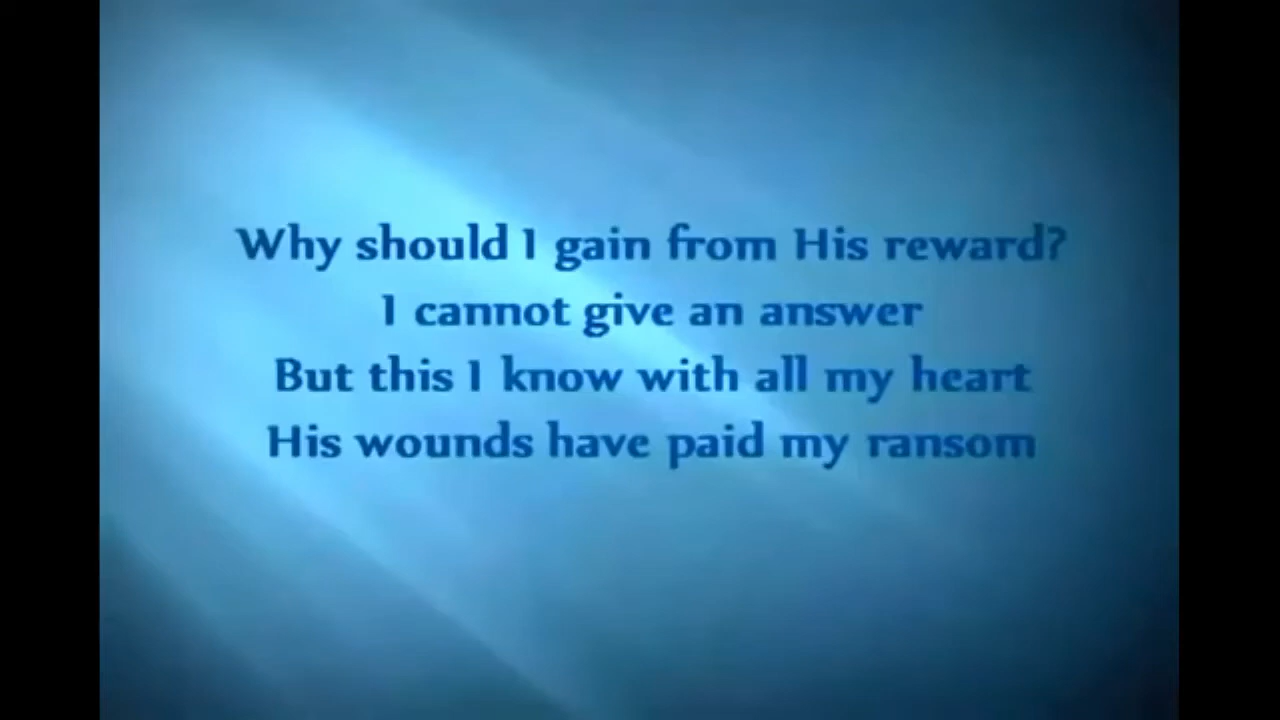 Why should I gain from His reward?
I cannot give an answer
But this I know with all my heart
His wounds have paid my ransom